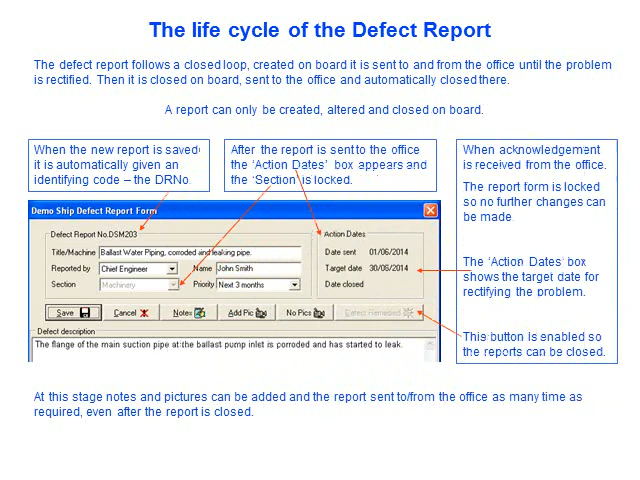 The life cycle of the Defect Report
The defect report follows a closed loop, created on board it is sent to and from the office until the problem
is rectified. Then it is closed on board, sent to the office and automatically closed there.
A report can only be created, altered and closed on board.
When the new report is saved
it is automatically given an
identifying code – the DRNo.
After the report is sent to the office
the 'Action Dates' box appears and
the 'Section' is locked.
When acknowledgement
is received from the office.
The report form is locked
so no further changes can
be made.
The 'Action Dates' box
shows the target date for
rectifying the problem.
This button is enabled so
the reports can be closed.
Demo Ship Defect Report Form
Defect Report No.DSM203
Title/Machine Ballast Water Piping, corroded and leaking pipe.
Reported by Chief Engineer Name John Smith
Section Machinery Priority Next 3 months
Action Dates
Date sent 01/06/2014
Target date 30/06/2014
Date closed
Save Cancel Notes Add Pic No Pics Defect Remedied
Defect description
The flange of the main suction pipe at the ballast pump inlet is porroded and has started to leak.
At this stage notes and pictures can be added and the report sent to/from the office as many time as
required, even after the report is closed.